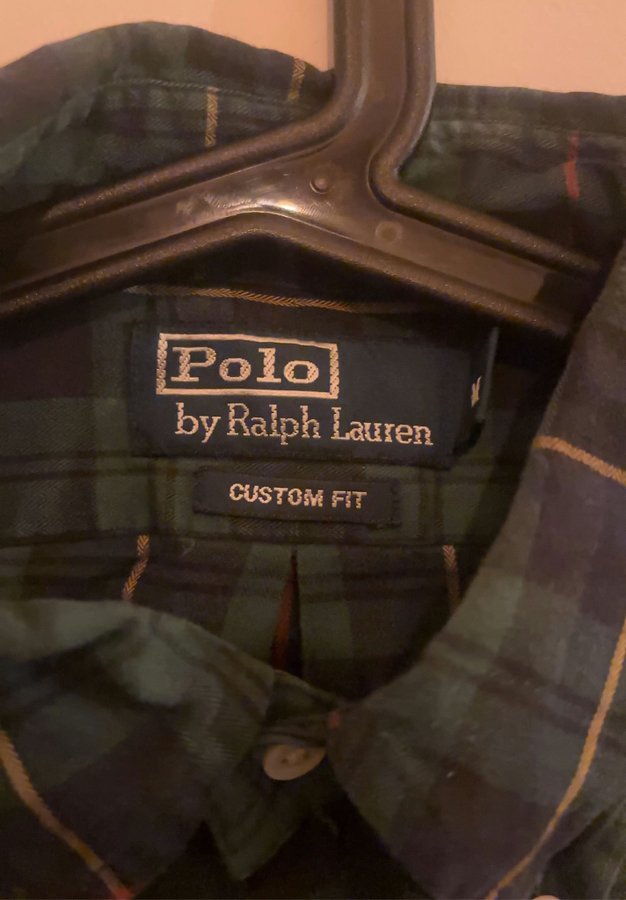 Polo
by Ralph Lauren
CUSTOM FIT